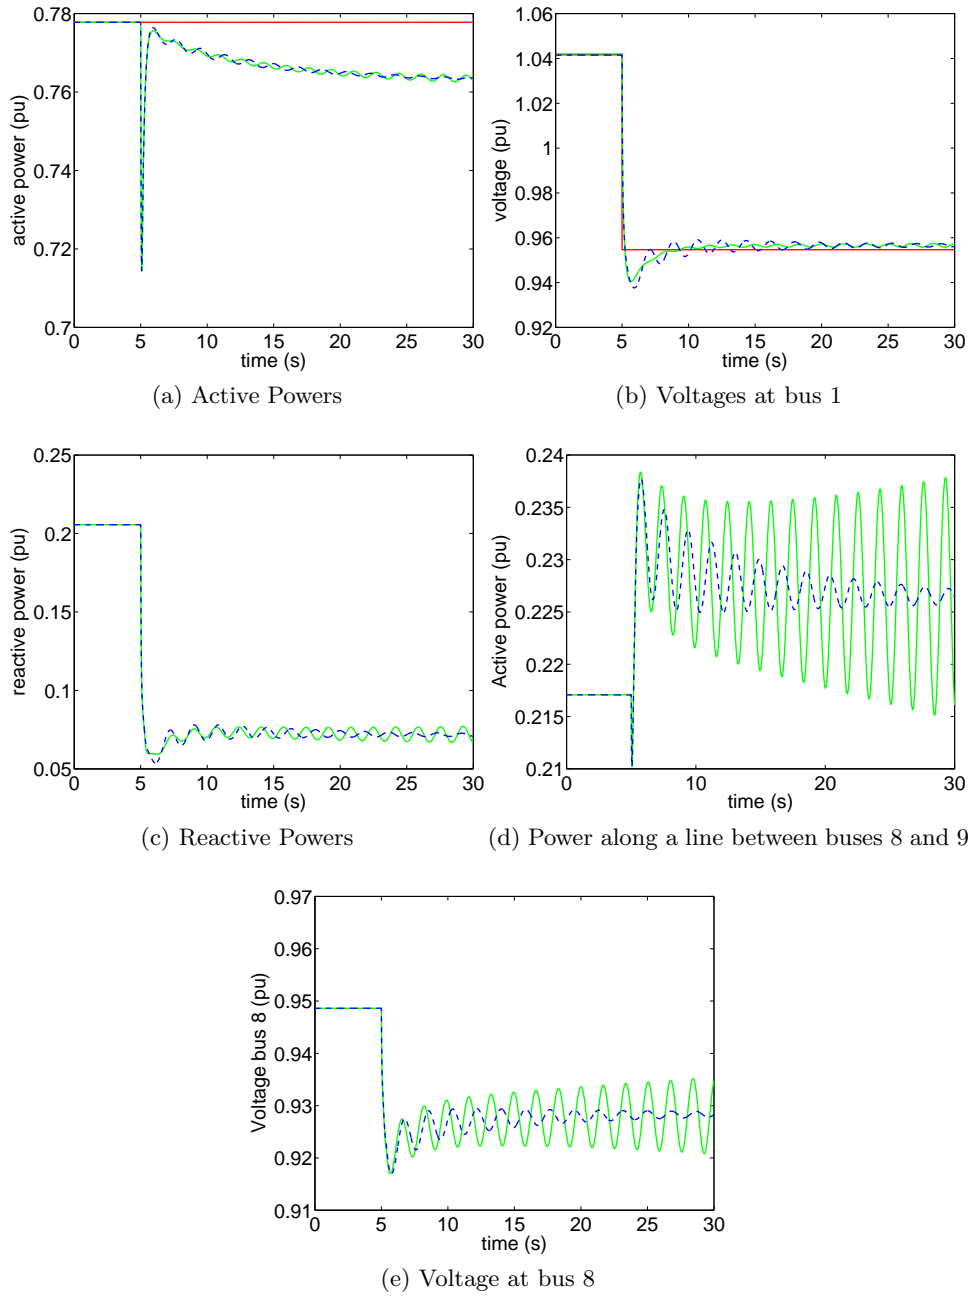 0.78
0.76
0.74
0.72
0.7
0 5 10 15 20 25 30
active power (pu)
time (s)
(a) Active Powers
1.06
1.04
1.02
1
0.98
0.96
0.94
0.92
0 5 10 15 20 25 30
voltage (pu)
time (s)
(b) Voltages at bus 1
0.25
0.2
0.15
0.1
0.05
0 5 10 15 20 25 30
reactive power (pu)
time (s)
(c) Reactive Powers
0.24
0.235
0.23
0.225
0.22
0.215
0.21
0 5 10 15 20 25 30
Active power (pu)
time (s)
(d) Power along a line between buses 8 and 9
0.97
0.96
0.95
0.94
0.93
0.92
0.91
0 5 10 15 20 25 30
Voltage bus 8 (pu)
time (s)
(e) Voltage at bus 8